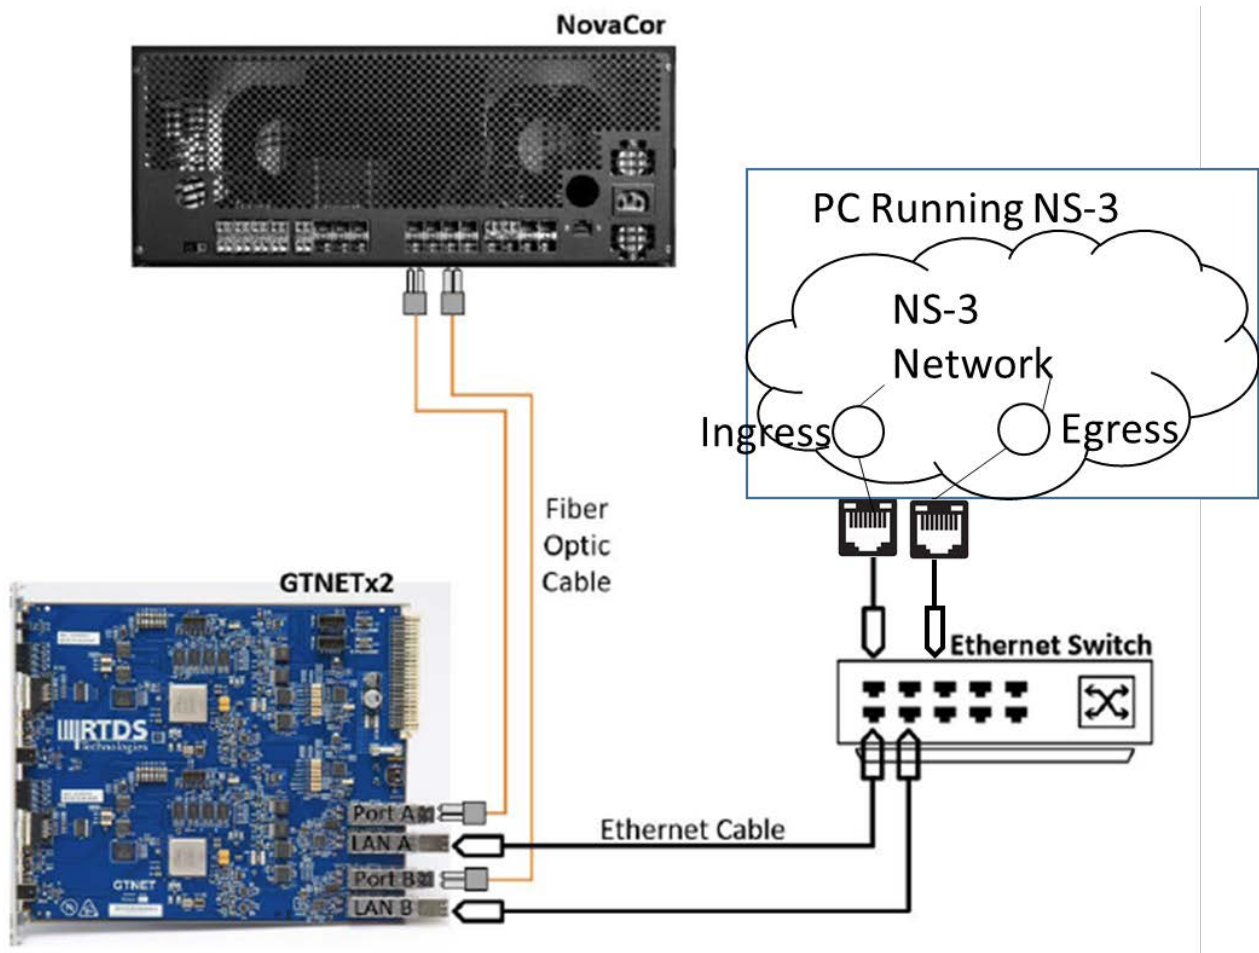 NovaCor
PC Running NS-3
NS-3
Network
Ingress
Egress
Fiber
Optic
Cable
GTNETx2
Ethernet Switch
RTDS
Technologies
Port A
LAN A
Ethernet Cable
Port B
GTNET
LAN B